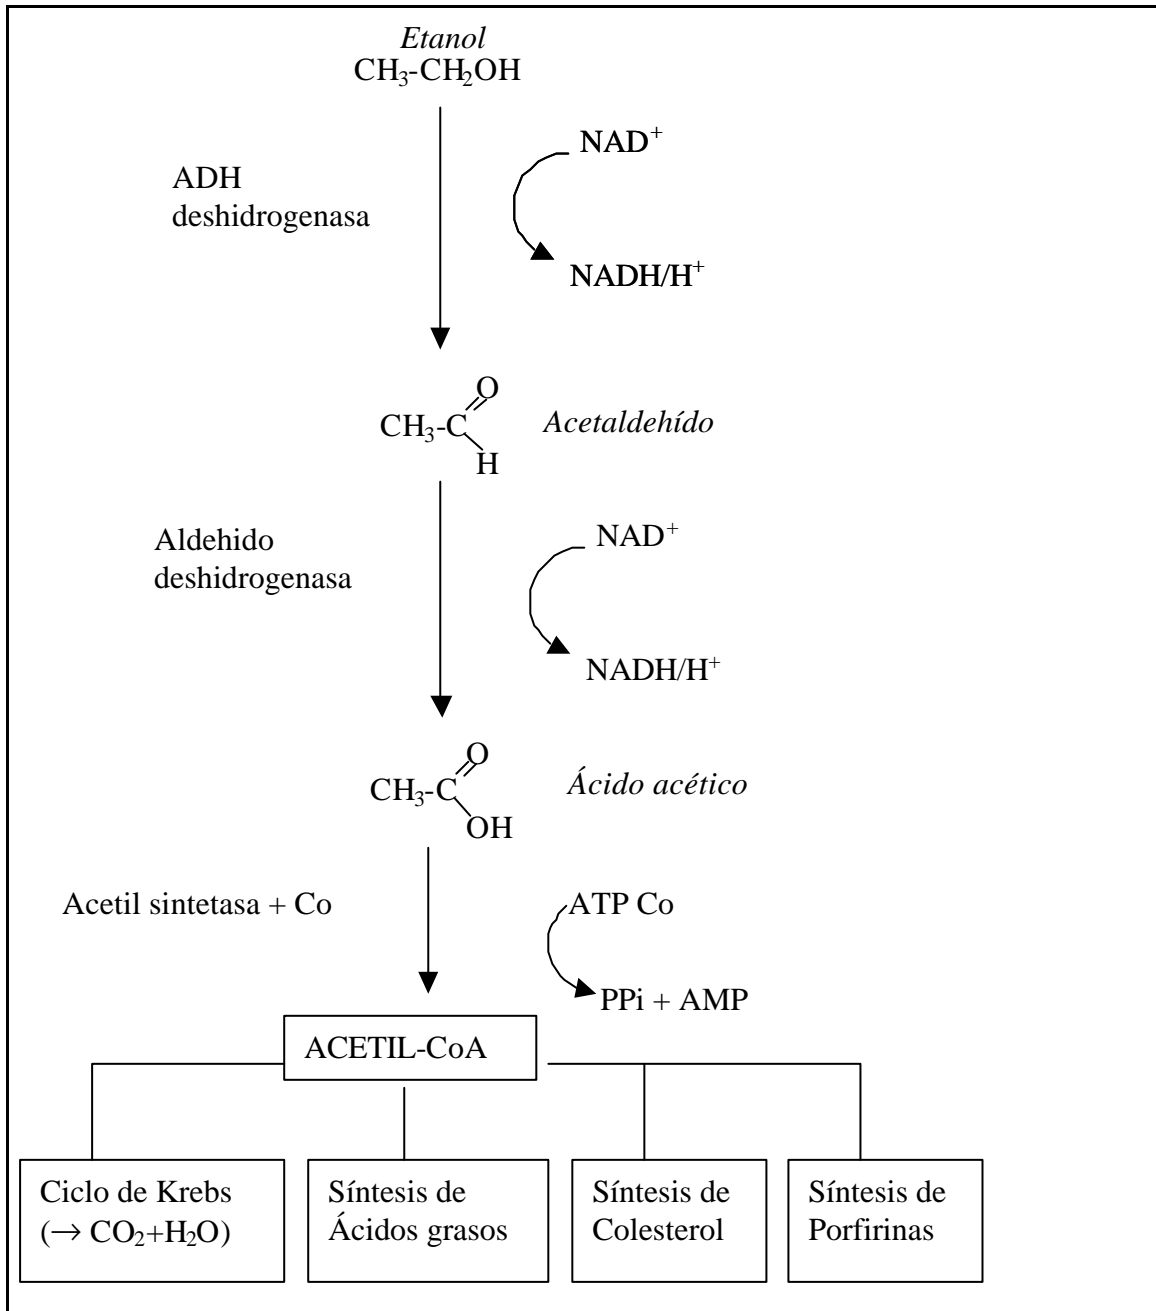 Etanol
CH₃-CH₂OH
NAD⁺
ADH
deshidrogenasa
NADH/H⁺
O
CH₃-C
H
Acetaldehído
NAD⁺
Aldehido
deshidrogenasa
NADH/H⁺
O
CH₃-C
OH
Ácido acético
Acetil sintetasa + Co
ATP Co
PPi + AMP
ACETIL-CoA
Ciclo de Krebs
(→ CO₂+H₂O)
Síntesis de
Ácidos grasos
Síntesis de
Colesterol
Síntesis de
Porfirinas